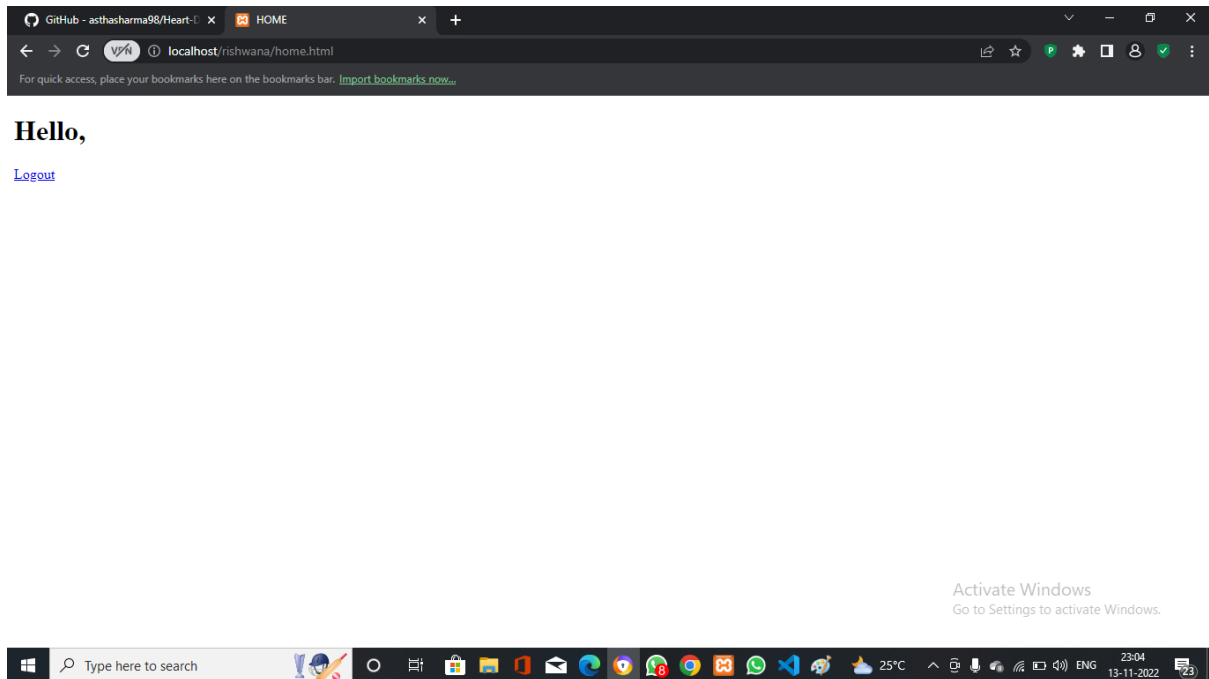 GitHub - asthasharma98/Heart-D
HOME
VPN
localhost/rishwana/home.html
P
For quick access, place your bookmarks here on the bookmarks bar. Import bookmarks now...
Hello,
Logout
Activate Windows
Go to Settings to activate Windows.
Type here to search
8
25°C
ENG
23:04
13-11-2022
23